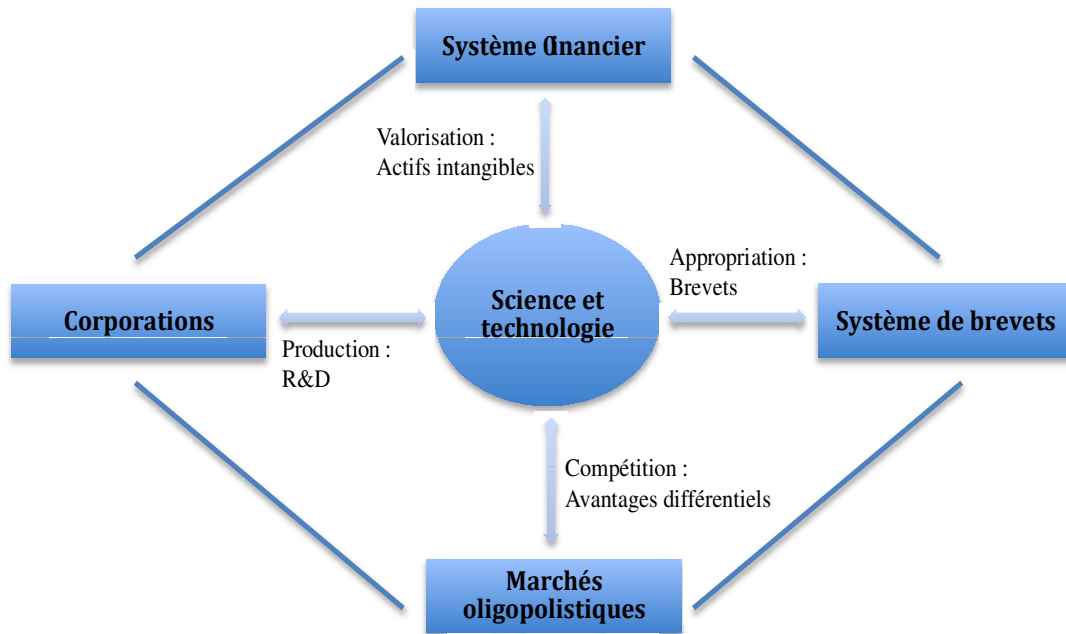 Système financier
Valorisation :
Actifs intangibles
Appropriation :
Brevets
Science et
technologie
Corporations
Système de brevets
Production :
R&D
Compétition :
Avantages différentiels
Marchés
oligopolistiques